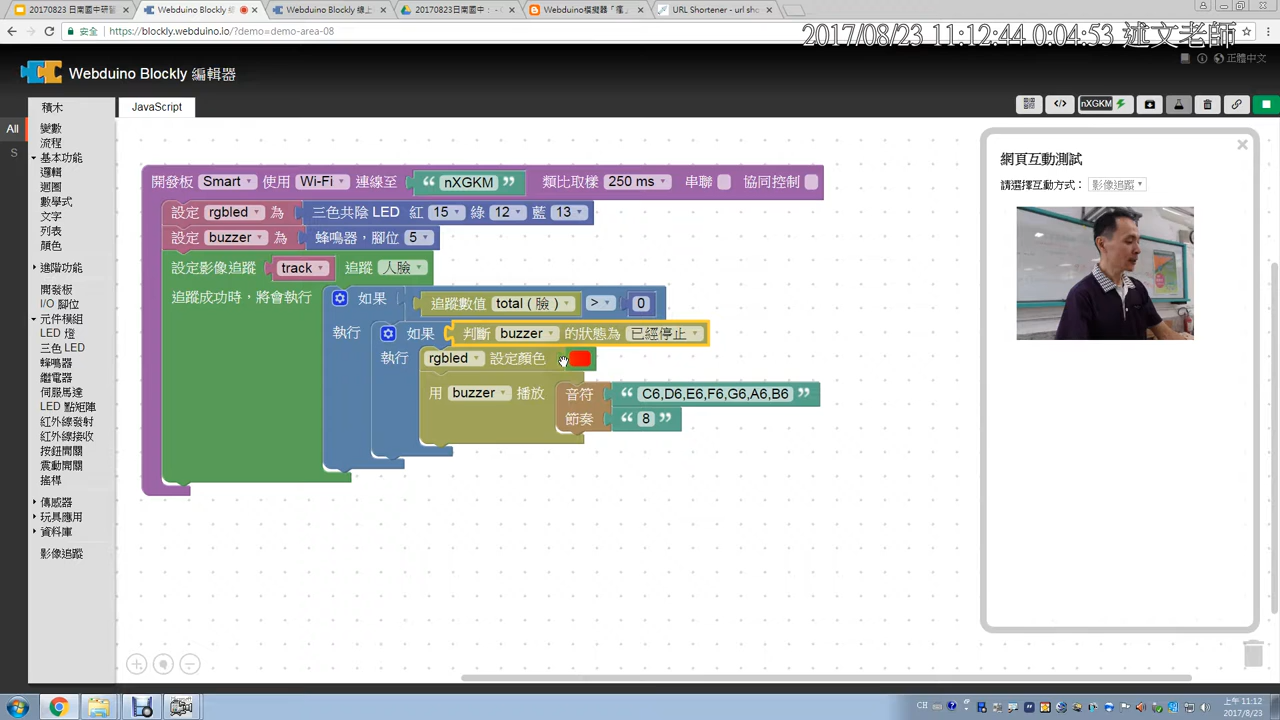 20170823 日南國中研習
Webduino Blockly 編
Webduino Blockly 線上
20170823日南國中: -
Webduino模擬器「瘋」
URL Shortener - url sho
安全 https://blockly.webduino.io/?demo=demo-area-08
2017/08/23 11:12:44 0:04:53 述文老師
Webduino Blockly 編輯器
正體中文
積木
JavaScript
nXGKM
All
S
變數
流程
基本功能
邏輯
迴圈
數學式
文字
列表
顏色
進階功能
開發板
I/O 腳位
元件模組
LED 燈
三色 LED
蜂鳴器
繼電器
伺服馬達
LED 點矩陣
紅外線發射
紅外線接收
按鈕開關
震動開關
搖桿
傳感器
玩具應用
資料庫
影像追蹤
開發板 Smart 使用 Wi-Fi 連線至 “ nXGKM ” 類比取樣 250 ms 串聯 協同控制
設定 rgbled 為 三色共陰 LED 紅 15 綠 12 藍 13
設定 buzzer 為 蜂鳴器，腳位 5
設定影像追蹤 track 追蹤 人臉
追蹤成功時，將會執行 如果 追蹤數值 total ( 臉 ) > 0
執行 如果 判斷 buzzer 的狀態為 已經停止
執行 rgbled 設定顏色
用 buzzer 播放 音符 “ C6,D6,E6,F6,G6,A6,B6 ”
節奏 “ 8 ”
網頁互動測試
請選擇互動方式： 影像追蹤
CH
上午 11:12
2017/8/23